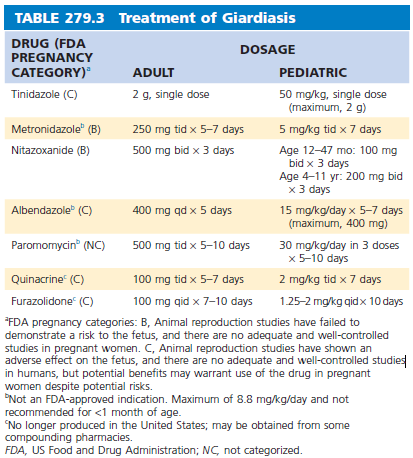 TABLE 279.3 Treatment of Giardiasis
DRUG (FDA PREGNANCY CATEGORY)a
DOSAGE
ADULT PEDIATRIC
Tinidazole (C) 2 g, single dose 50 mg/kg, single dose
(maximum, 2 g)
Metronidazoleb (B) 250 mg tid × 5–7 days 5 mg/kg tid × 7 days
Nitazoxanide (B) 500 mg bid × 3 days Age 12–47 mo: 100 mg
bid × 3 days
Age 4–11 yr: 200 mg bid
× 3 days
Albendazoleb (C) 400 mg qd × 5 days 15 mg/kg/day × 5–7 days
(maximum, 400 mg)
Paromomycinb (NC) 500 mg tid × 5–10 days 30 mg/kg/day in 3 doses
× 5–10 days
Quinacrinec (C) 100 mg tid × 5–7 days 2 mg/kg tid × 7 days
Furazolidonec (C) 100 mg qid × 7–10 days 1.25–2 mg/kg qid × 10 days
aFDA pregnancy categories: B, Animal reproduction studies have failed to
demonstrate a risk to the fetus, and there are no adequate and well-controlled
studies in pregnant women. C, Animal reproduction studies have shown an
adverse effect on the fetus, and there are no adequate and well-controlled studies
in humans, but potential benefits may warrant use of the drug in pregnant
women despite potential risks.
bNot an FDA-approved indication. Maximum of 8.8 mg/kg/day and not
recommended for <1 month of age.
cNo longer produced in the United States; may be obtained from some
compounding pharmacies.
FDA, US Food and Drug Administration; NC, not categorized.